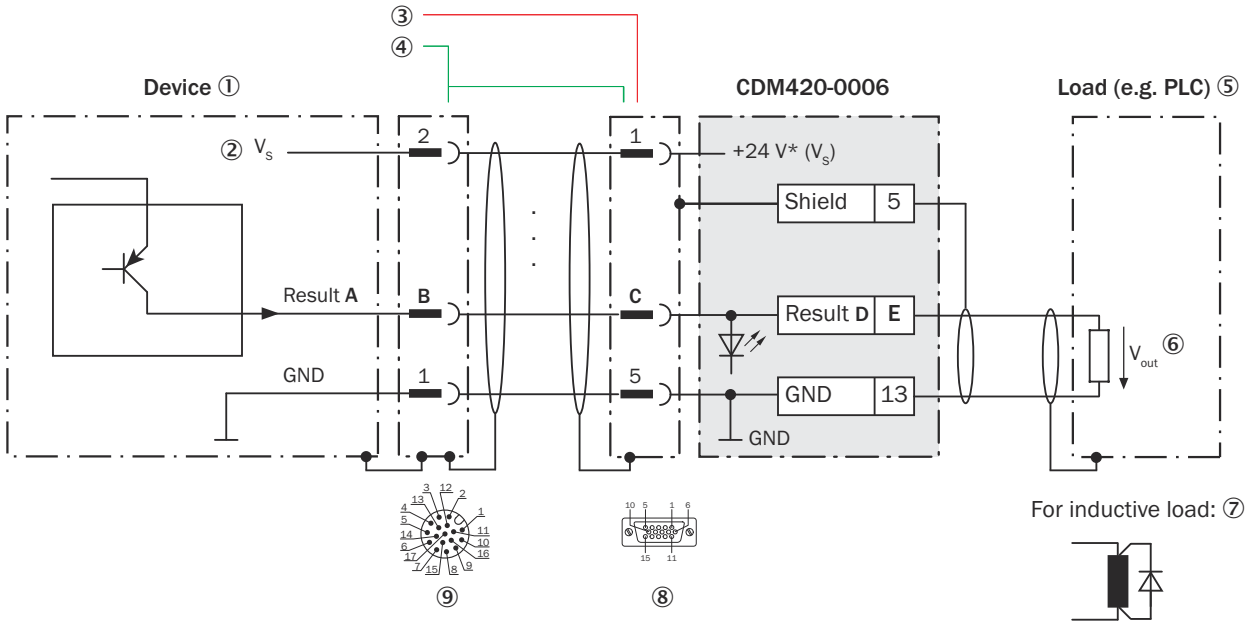 ③
④
Device ①
CDM420-0006
Load (e.g. PLC) ⑤
② Vs
2
1
+24 V* (Vs)
Shield 5
Result A
B
C
Result D E
Vout ⑥
GND
1
5
GND 13
GND
3 12
13 2
4 1
5 11
14 10
6 16
17 9
7 15 8
10 5 1 6
15 11
For inductive load: ⑦
⑨
⑧